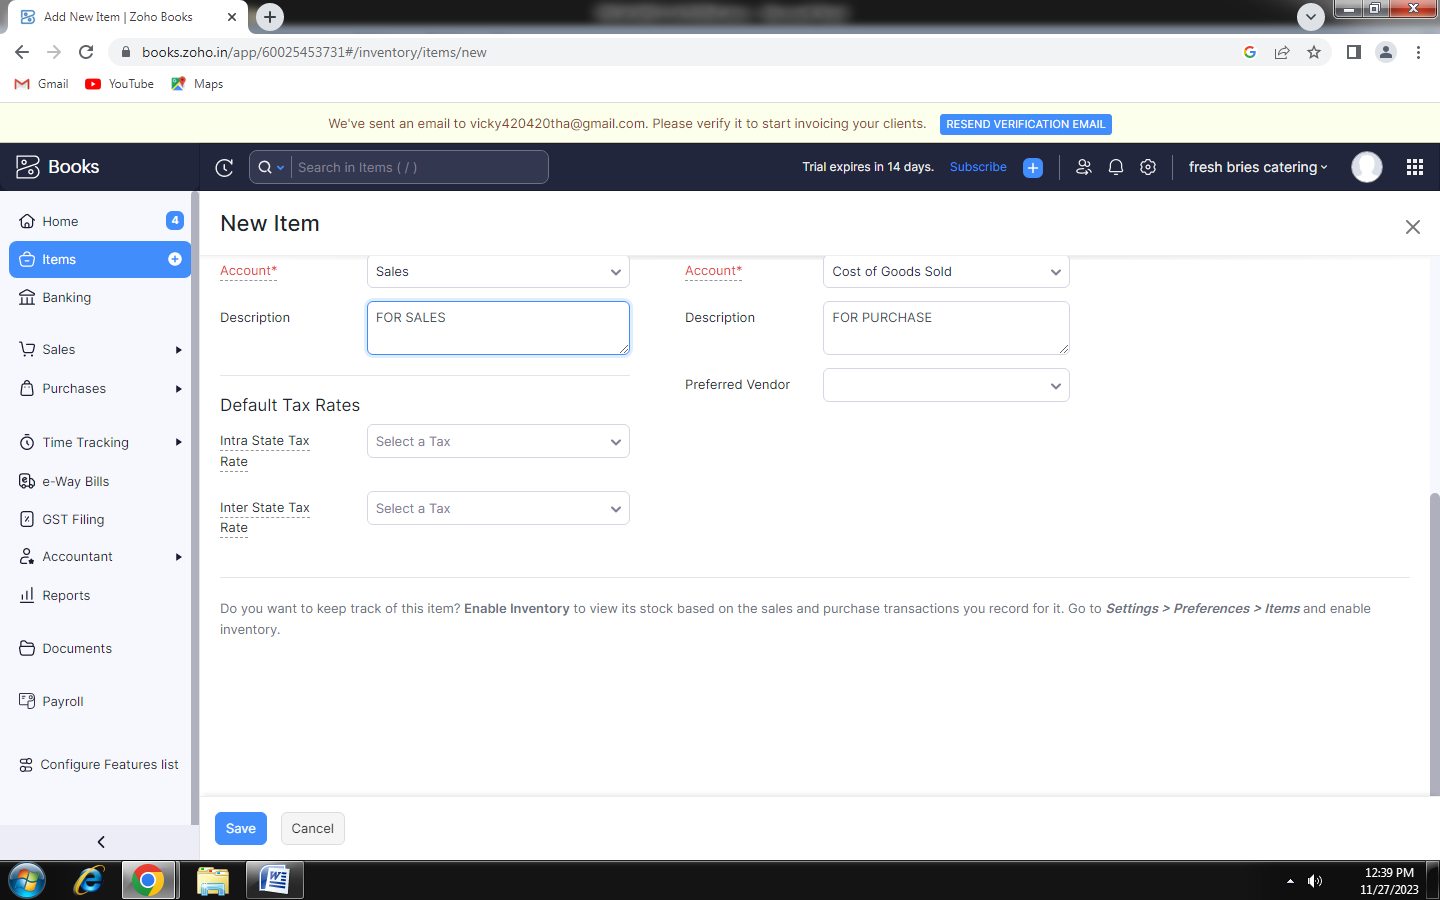 Add New Item | Zoho Books
books.zoho.in/app/60025453731#/inventory/items/new
Gmail YouTube Maps
We've sent an email to vicky420420tha@gmail.com. Please verify it to start invoicing your clients. RESEND VERIFICATION EMAIL
Books
Search in Items ( / )
Trial expires in 14 days. Subscribe
fresh bries catering
Home 4
Items
Banking
Sales
Purchases
Time Tracking
e-Way Bills
GST Filing
Accountant
Reports
Documents
Payroll
Configure Features list
New Item
Account* Sales
Account* Cost of Goods Sold
Description FOR SALES
Description FOR PURCHASE
Preferred Vendor
Default Tax Rates
Intra State Tax
Rate
Select a Tax
Inter State Tax
Rate
Select a Tax
Do you want to keep track of this item? Enable Inventory to view its stock based on the sales and purchase transactions you record for it. Go to Settings > Preferences > Items and enable
inventory.
Save Cancel
12:39 PM
11/27/2023